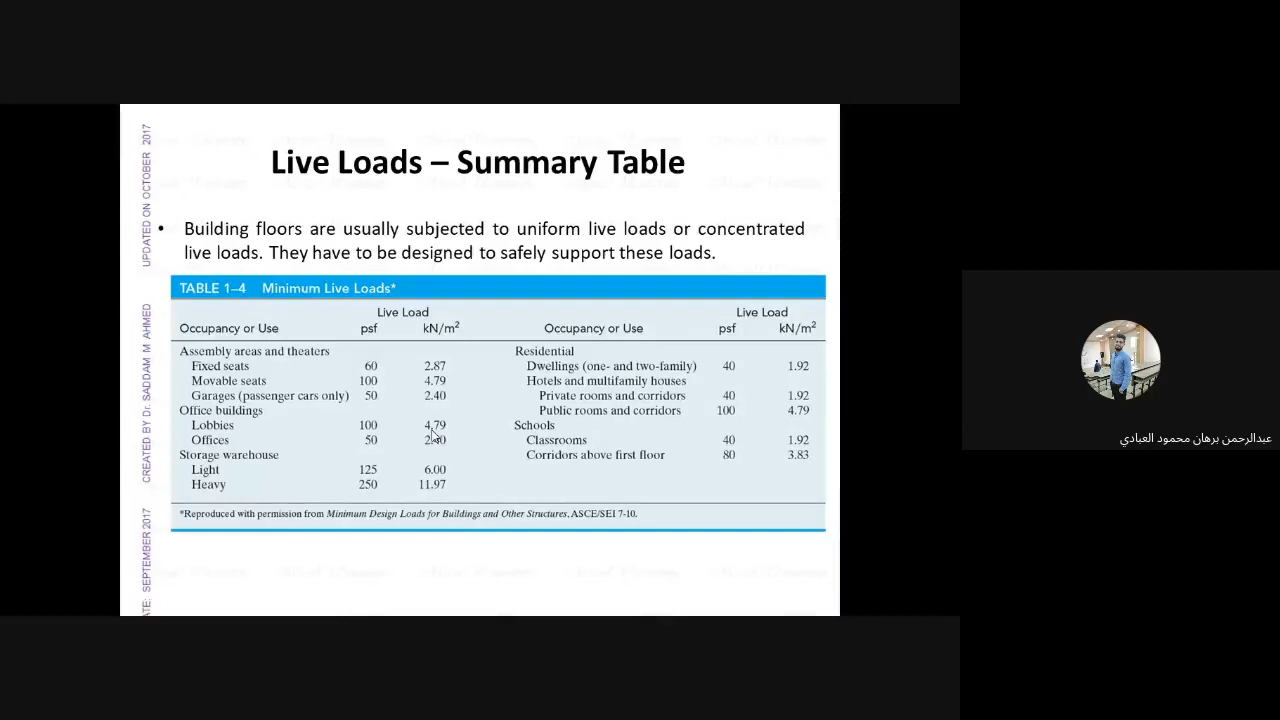 Live Loads – Summary Table
• Building floors are usually subjected to uniform live loads or concentrated
live loads. They have to be designed to safely support these loads.
TABLE 1–4 Minimum Live Loads*
Live Load Live Load
Occupancy or Use psf kN/m² Occupancy or Use psf kN/m²
Assembly areas and theaters Residential
Fixed seats 60 2.87 Dwellings (one- and two-family) 40 1.92
Movable seats 100 4.79 Hotels and multifamily houses
Garages (passenger cars only) 50 2.40 Private rooms and corridors 40 1.92
Office buildings Public rooms and corridors 100 4.79
Lobbies 100 4.79 Schools
Offices 50 2.40 Classrooms 40 1.92
Storage warehouse Corridors above first floor 80 3.83
Light 125 6.00
Heavy 250 11.97
*Reproduced with permission from Minimum Design Loads for Buildings and Other Structures, ASCE/SEI 7-10.
UPDATED ON OCTOBER 2017
CREATED BY Dr. SADDAM M. AHMED
SEPTEMBER 2017
عبدالرحمن برهان محمود العبادي